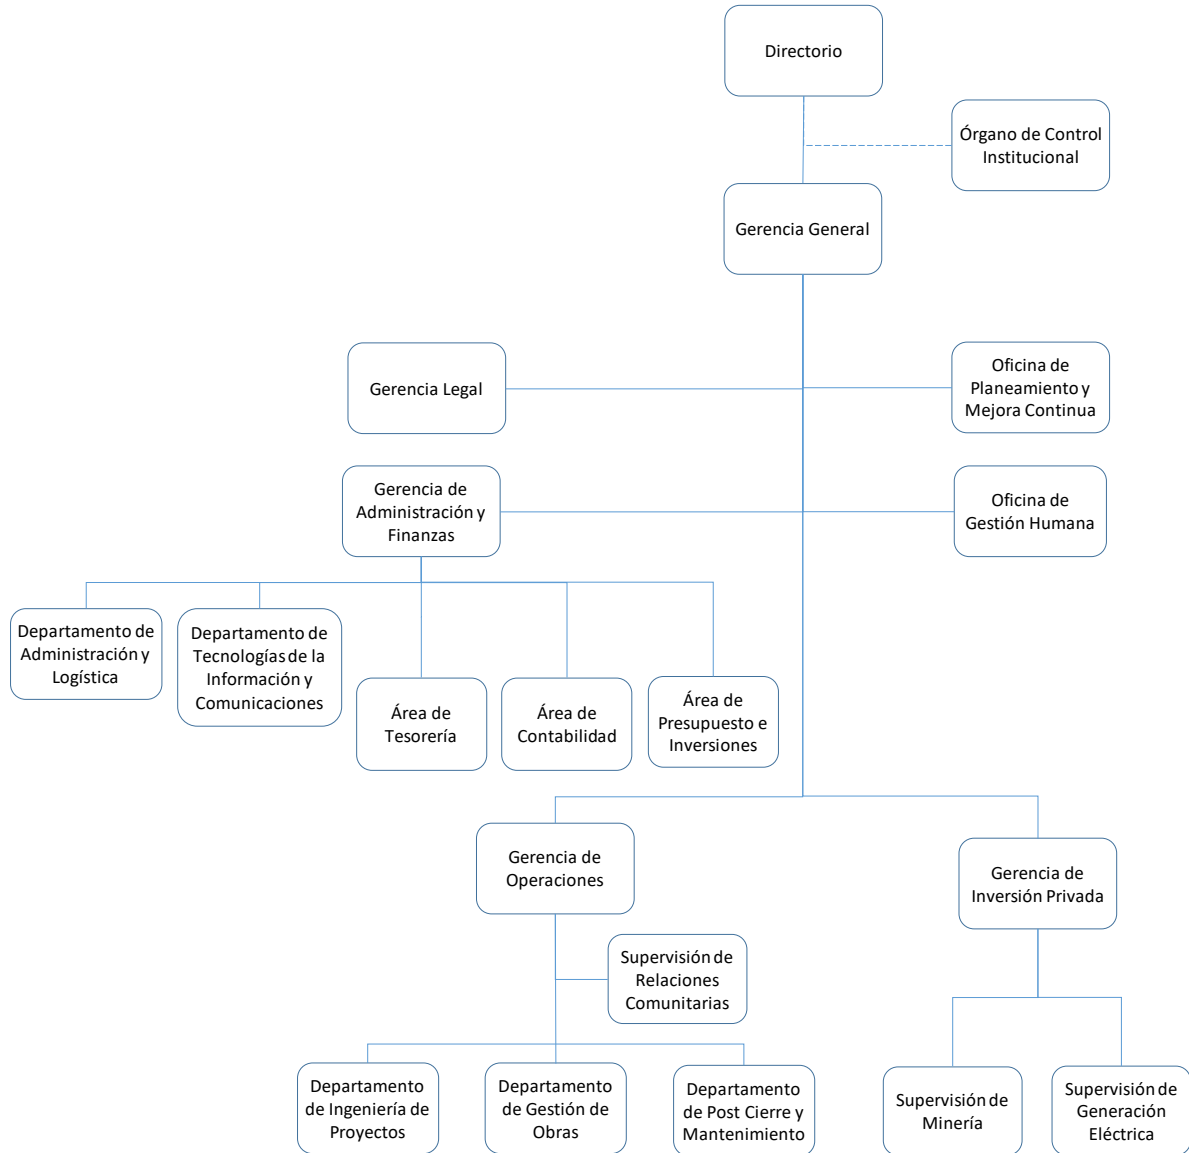 Directorio
Órgano de Control
Institucional
Gerencia General
Gerencia Legal
Oficina de
Planeamiento y
Mejora Continua
Gerencia de
Administración y
Finanzas
Oficina de
Gestión Humana
Departamento de
Administración y
Logística
Departamento de
Tecnologías de la
Información y
Comunicaciones
Área de
Tesorería
Área de
Contabilidad
Área de
Presupuesto e
Inversiones
Gerencia de
Operaciones
Gerencia de
Inversión Privada
Supervisión de
Relaciones
Comunitarias
Departamento
de Ingeniería de
Proyectos
Departamento
de Gestión de
Obras
Departamento
de Post Cierre y
Mantenimiento
Supervisión de
Minería
Supervisión de
Generación
Eléctrica